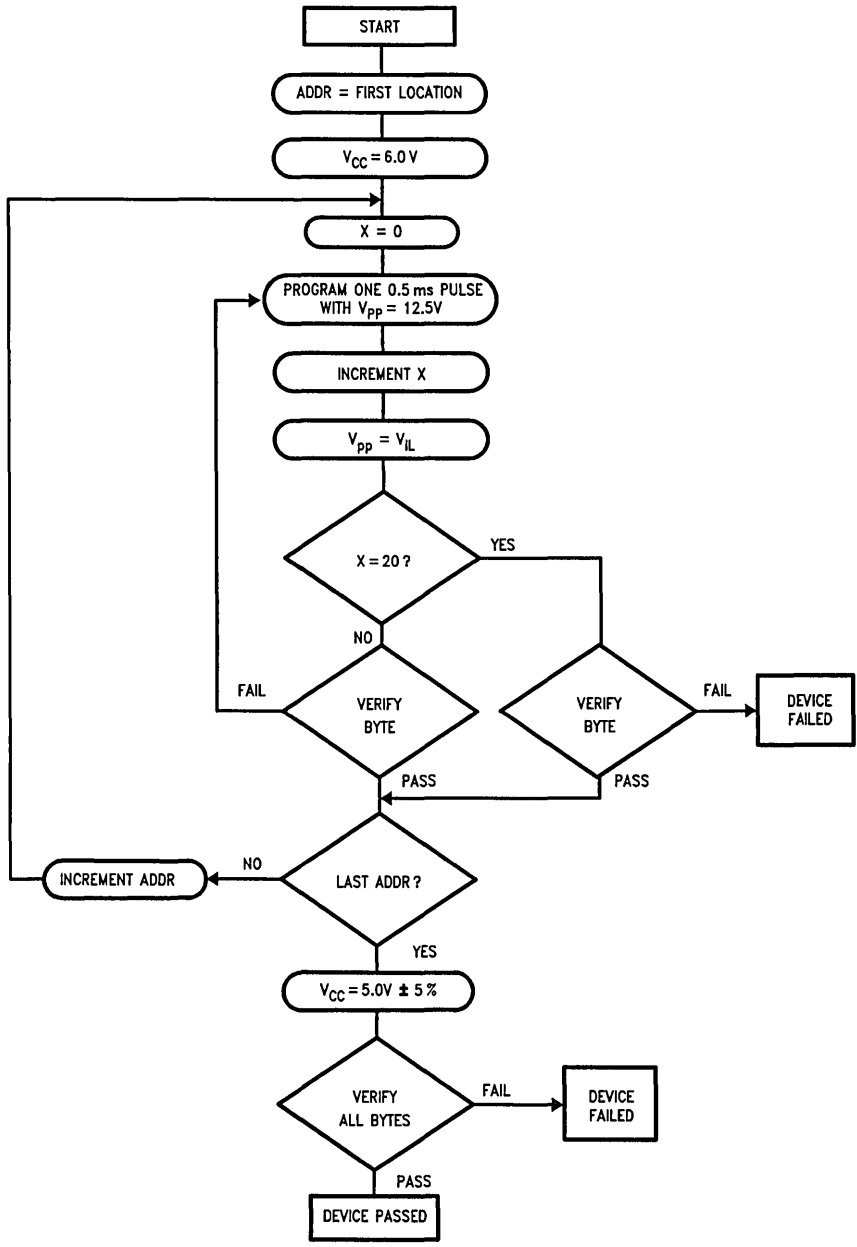 START
ADDR = FIRST LOCATION
VCC = 6.0 V
X = 0
PROGRAM ONE 0.5 ms PULSE
WITH VPP = 12.5V
INCREMENT X
Vpp = VIL
X = 20 ?
YES
NO
FAIL
VERIFY
BYTE
VERIFY
BYTE
FAIL
DEVICE
FAILED
PASS
PASS
INCREMENT ADDR
NO
LAST ADDR ?
YES
VCC = 5.0V ± 5 %
VERIFY
ALL BYTES
FAIL
DEVICE
FAILED
PASS
DEVICE PASSED